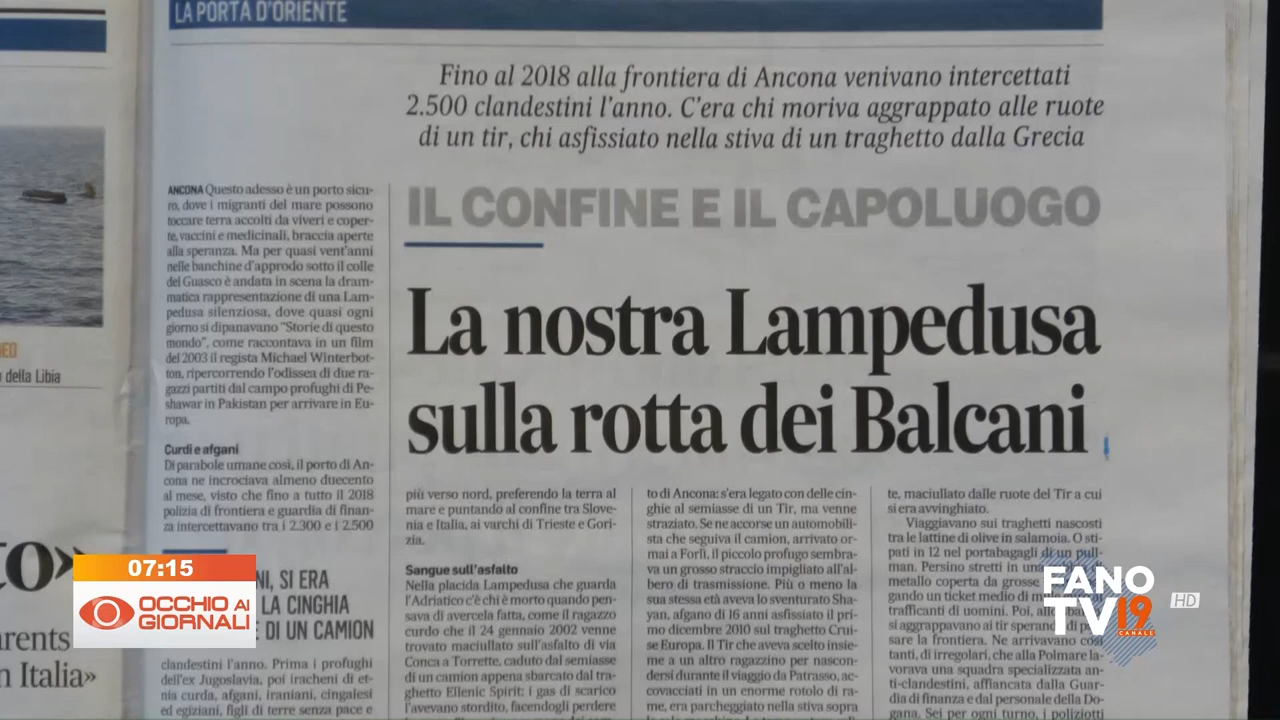 LA PORTA D'ORIENTE
Fino al 2018 alla frontiera di Ancona venivano intercettati
2.500 clandestini l'anno. C'era chi moriva aggrappato alle ruote
di un tir, chi asfissiato nella stiva di un traghetto dalla Grecia
IL CONFINE E IL CAPOLUOGO
La nostra Lampedusa
sulla rotta dei Balcani
ANCONA Questo adesso è un porto sicu-
ro, dove i migranti del mare possono
toccare terra accolti da viveri e coper-
te, vaccini e medicinali, braccia aperte
alla speranza. Ma per quasi vent'anni
nelle banchine d'approdo sotto il colle
del Guasco è andata in scena la dram-
matica rappresentazione di una Lam-
pedusa silenziosa, dove quasi ogni
giorno si dipanavano "Storie di questo
mondo", come raccontava in un film
del 2003 il regista Michael Winterbot-
ton, ripercorrendo l'odissea di due ra-
gazzi partiti dal campo profughi di Pe-
shawar in Pakistan per arrivare in Eu-
ropa.
Curdi e afgani
Di parabole umane così, il porto di An-
cona ne incrociava almeno duecento
al mese, visto che fino a tutto il 2018
polizia di frontiera e guardia di finan-
za intercettavano tra i 2.300 e i 2.500
NI, SI ERA
LA CINGHIA
DI UN CAMION
clandestini l'anno. Prima i profughi
dell'ex Jugoslavia, poi iracheni di et-
nia curda, afgani, iraniani, cingalesi
ed egiziani, figli di terre senza pace e
più verso nord, preferendo la terra al
mare e puntando al confine tra Slove-
nia e Italia, ai varchi di Trieste e Gori-
zia.
Sangue sull'asfalto
Nella placida Lampedusa che guarda
l'Adriatico c'è chi è morto quando pen-
sava di avercela fatta, come il ragazzo
curdo che il 24 gennaio 2002 venne
trovato maciullato sull'asfalto di via
Conca a Torrette, caduto dal semiasse
di un camion appena sbarcato dal tra-
ghetto Ellenic Spirit: i gas di scarico
l'avevano stordito, facendogli perdere
to di Ancona: s'era legato con delle cin-
ghie al semiasse di un Tir, ma venne
straziato. Se ne accorse un automobili-
sta che seguiva il camion, arrivato or-
mai a Forlì, il piccolo profugo sembra-
va un grosso straccio impigliato all'al-
bero di trasmissione. Più o meno la
sua stessa età aveva lo sventurato Sha-
yan, afgano di 16 anni asfissiato il pri-
mo dicembre 2010 sul traghetto Crui-
se Europa. Il Tir che aveva scelto insie-
me a un altro ragazzino per nascon-
dersi durante il viaggio da Patrasso, ac-
covacciati in un enorme rotolo di ra-
me, era parcheggiato nella stiva sopra
te, maciullato dalle ruote del Tir a cui
si era avvinghiato.
Viaggiavano sui traghetti nascosti
tra le lattine di olive in salamoia. O sti-
pati in 12 nel portabagagli di un pull-
man. Persino stretti in una
metallo coperta da grosse
gando un ticket medio di
trafficanti di uomini. Poi,
si aggrappavano ai tir sperando di pas-
sare la frontiera. Ne arrivavano così
tanti, di irregolari, che alla Polmare la-
vorava una squadra specializzata an-
ti-clandestini, affiancata dalla Guar-
dia di finanza e dal personale della Do-
gana. Sei per ogni turno, i poliziotti
della Libia
to»
n Italia»
07:15
OCCHIO AI
GIORNALI
FANO
TV19
CANALE
HD